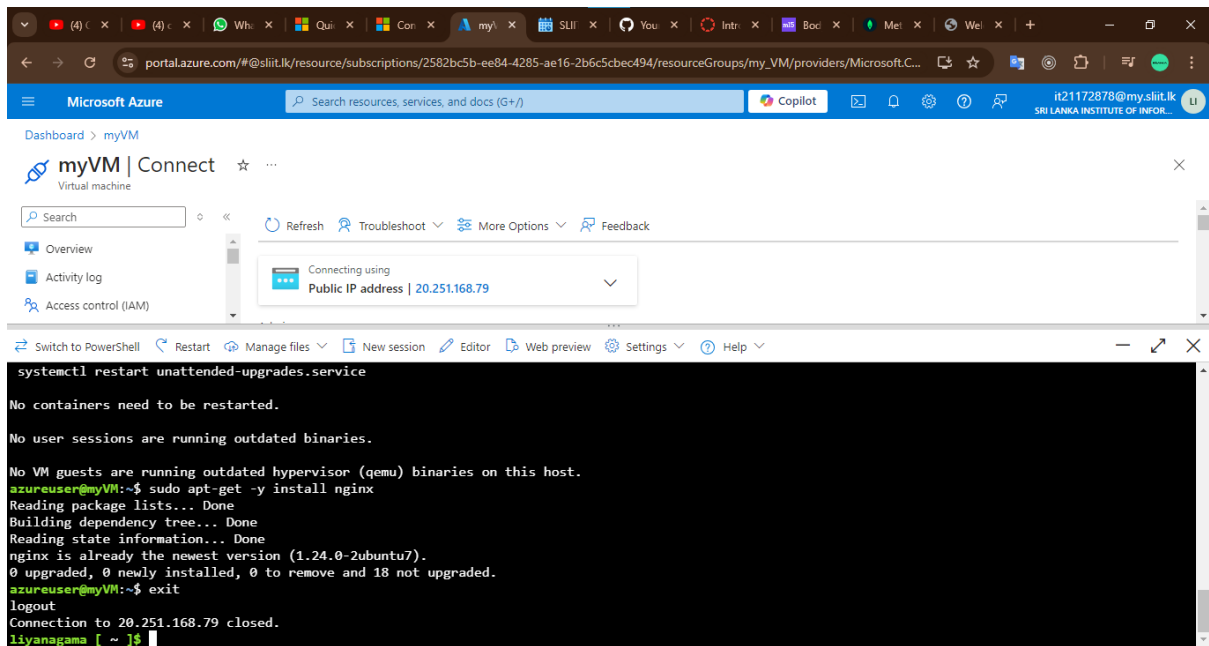 (4) (
(4) c
Wha
Quic
Con
my\
SLII
You
Intr
m15 Bod
Met
Wel
portal.azure.com/#@sliit.lk/resource/subscriptions/2582bc5b-ee84-4285-ae16-2b6c5cbec494/resourceGroups/my_VM/providers/Microsoft.C...
Microsoft Azure
Search resources, services, and docs (G+/)
Copilot
it21172878@my.sliit.lk
SRI LANKA INSTITUTE OF INFOR...
LI
Dashboard > myVM
myVM | Connect
Virtual machine
Search
Refresh Troubleshoot More Options Feedback
Overview
Activity log
Access control (IAM)
Connecting using
Public IP address | 20.251.168.79
Switch to PowerShell Restart Manage files New session Editor Web preview Settings Help
systemctl restart unattended-upgrades.service
No containers need to be restarted.
No user sessions are running outdated binaries.
No VM guests are running outdated hypervisor (qemu) binaries on this host.
azureuser@myVM:~$ sudo apt-get -y install nginx
Reading package lists... Done
Building dependency tree... Done
Reading state information... Done
nginx is already the newest version (1.24.0-2ubuntu7).
0 upgraded, 0 newly installed, 0 to remove and 18 not upgraded.
azureuser@myVM:~$ exit
logout
Connection to 20.251.168.79 closed.
liyanagama [ ~ ]$